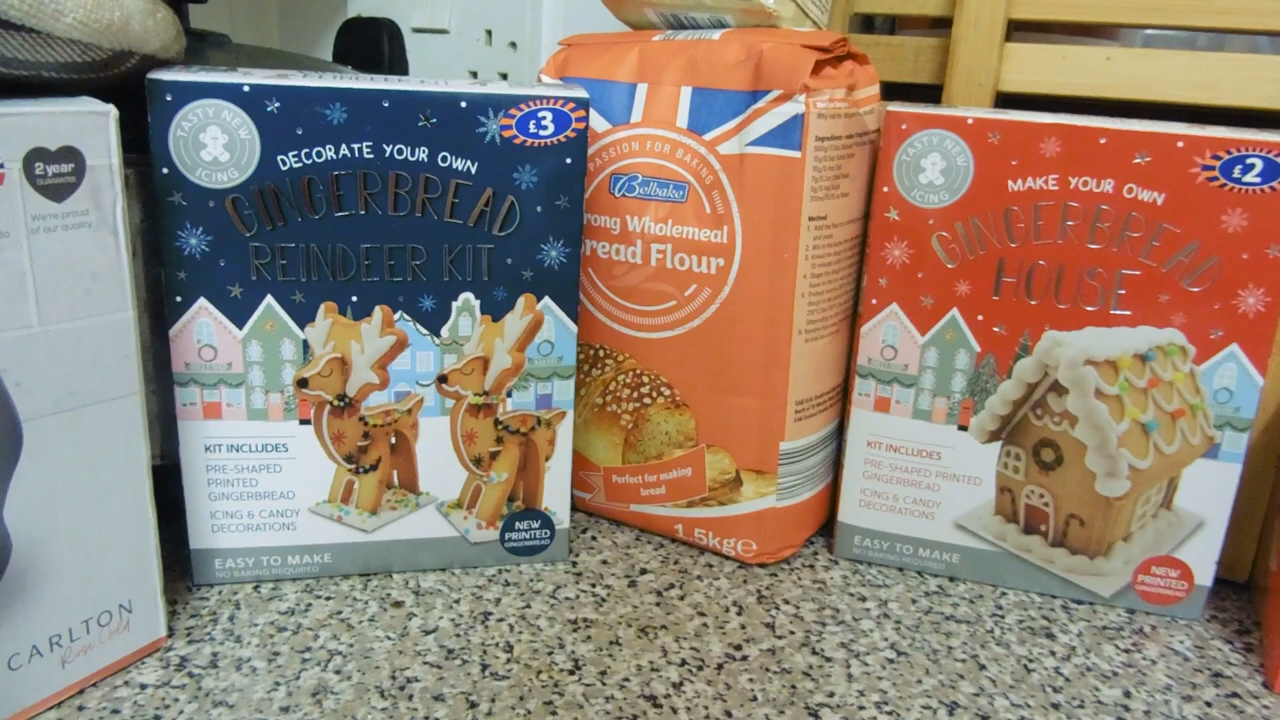 2 year
GUARANTEE
We're proud
of our quality
CARLTON
Rose Gold
TASTY NEW
ICING
£3
DECORATE YOUR OWN
GINGERBREAD
REINDEER KIT
KIT INCLUDES
PRE-SHAPED
PRINTED
GINGERBREAD
ICING & CANDY
DECORATIONS
NEW
PRINTED
GINGERBREAD
EASY TO MAKE
NO BAKING REQUIRED
PASSION FOR BAKING
Belbake
rong Wholemeal
read Flour
Perfect for making
bread
1.5kg℮
Method
TASTY NEW
ICING
£2
MAKE YOUR OWN
GINGERBREAD
HOUSE
KIT INCLUDES
PRE-SHAPED PRINTED
GINGERBREAD
ICING & CANDY
DECORATIONS
NEW
PRINTED
GINGERBREAD
EASY TO MAKE
NO BAKING REQUIRED